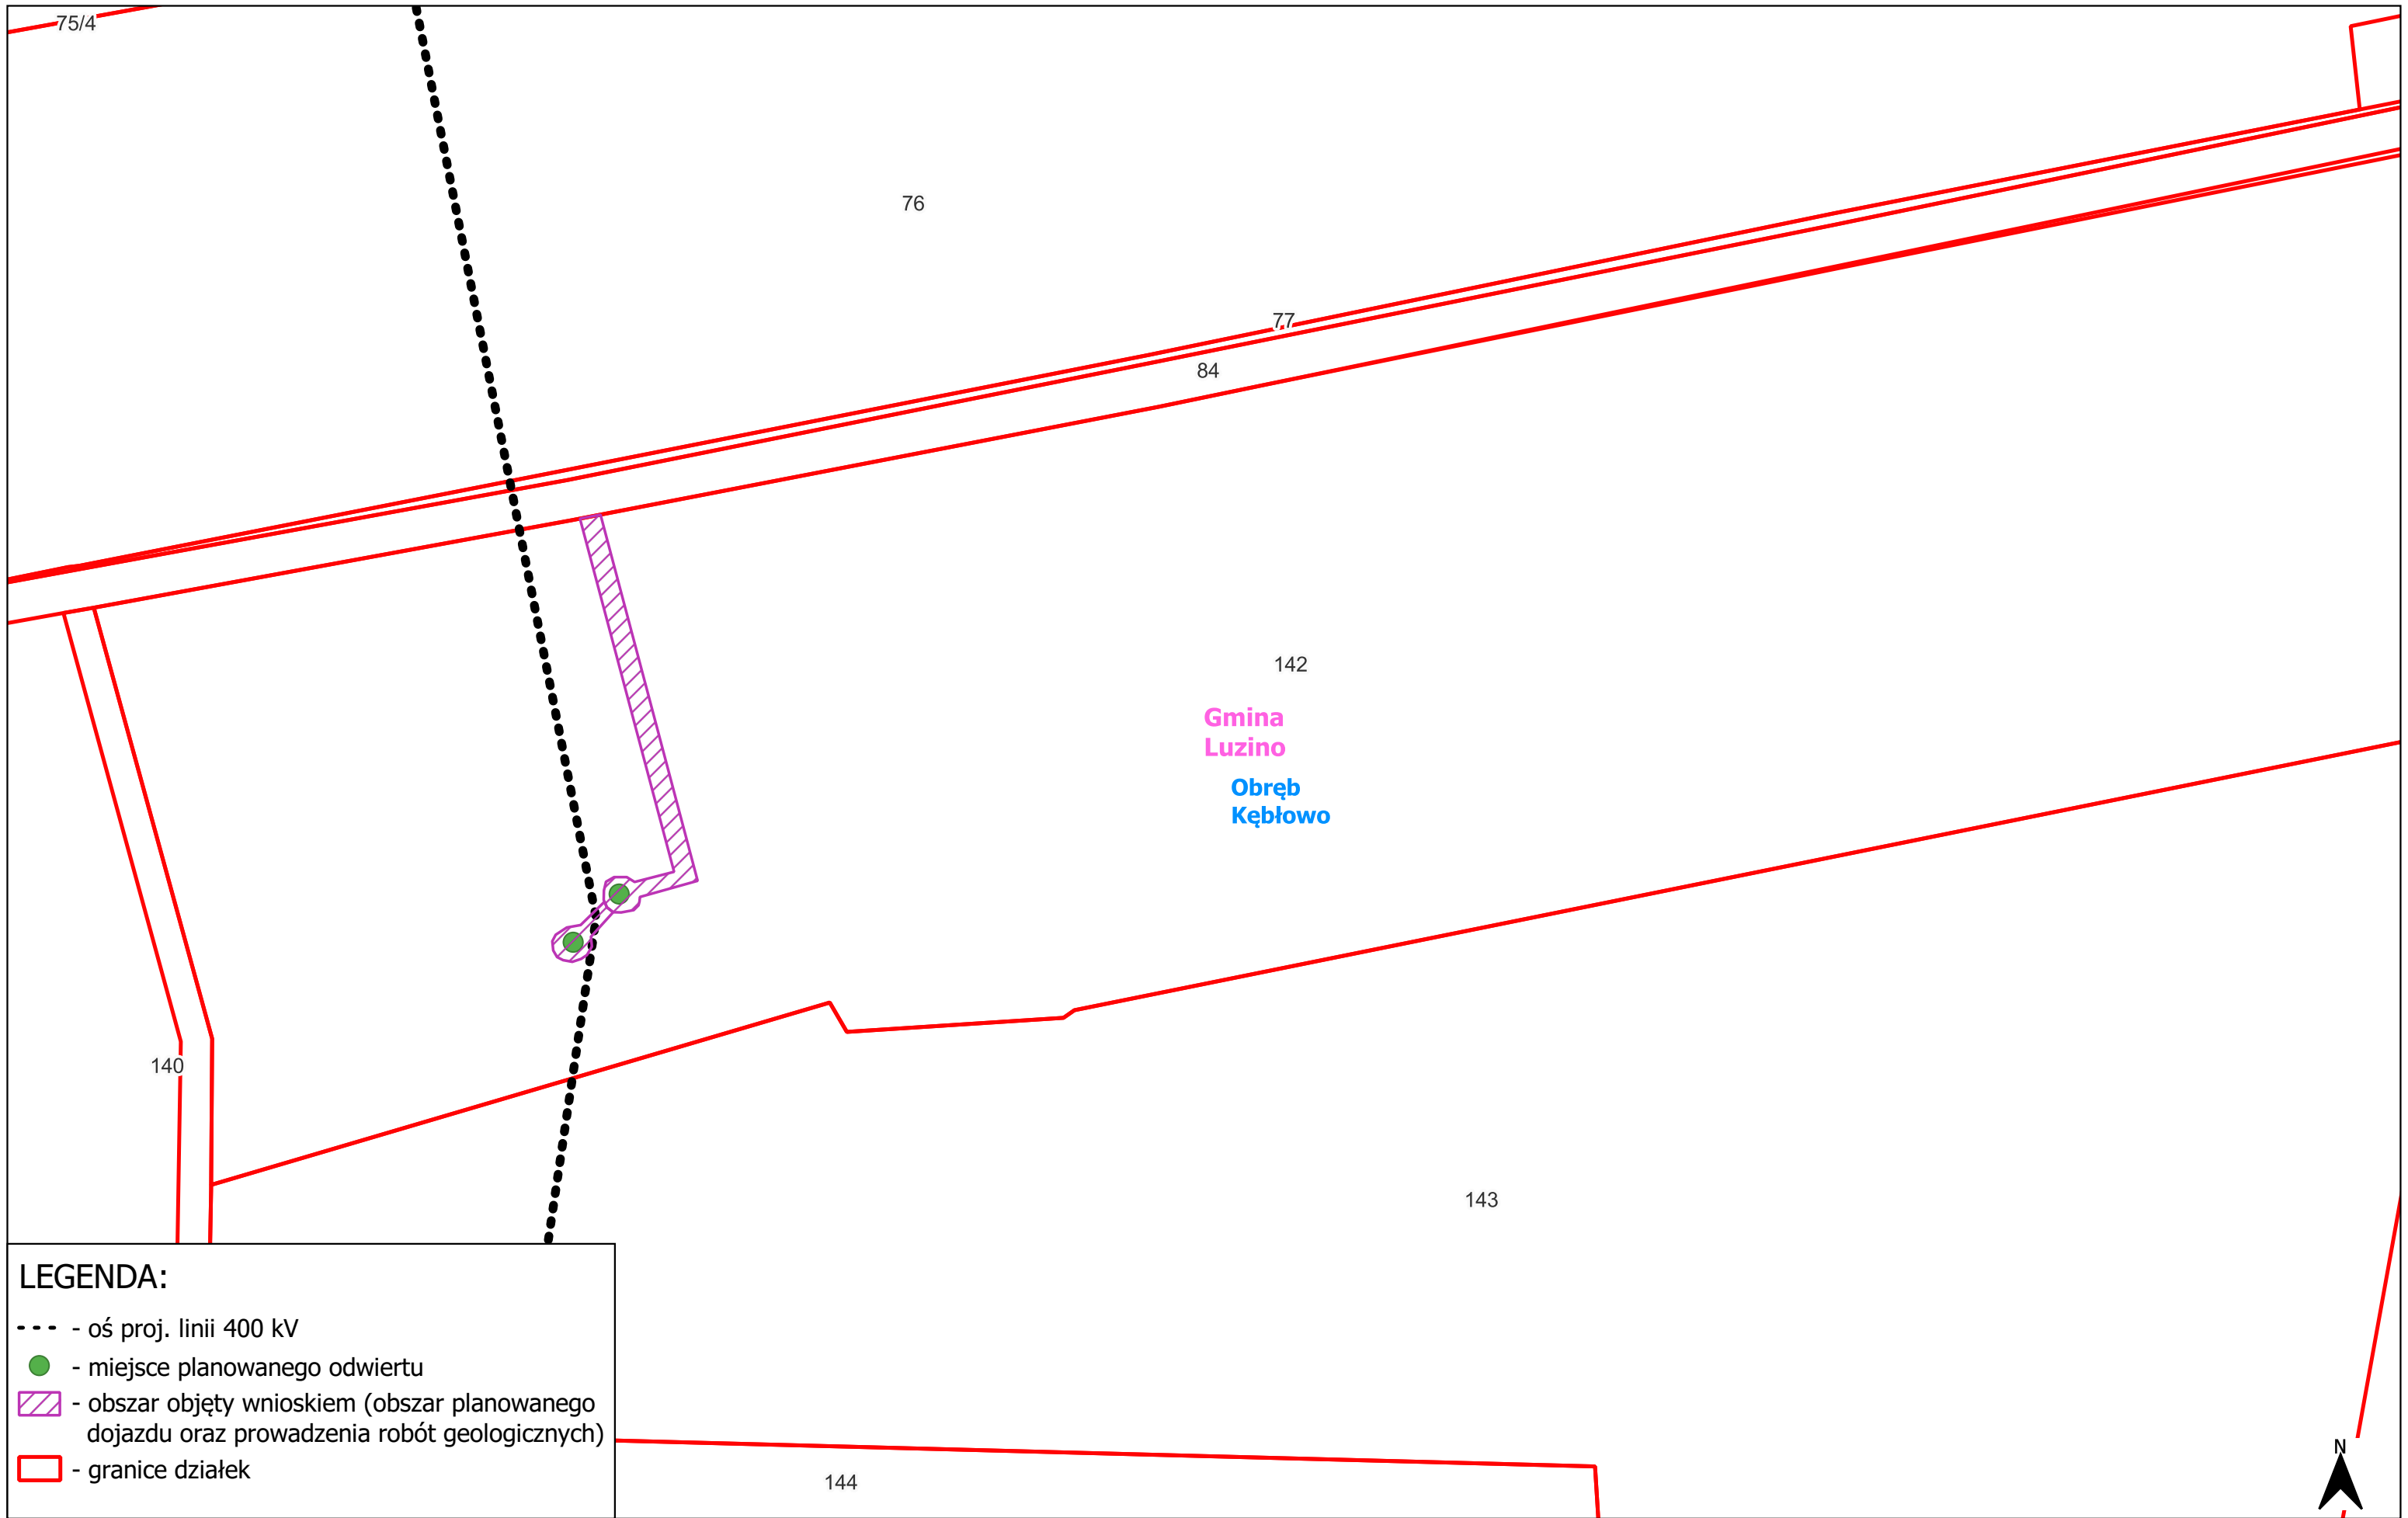 75/4
76
77
84
142
Gmina
Luzino
Obręb
Kębłowo
140
143
LEGENDA:
- oś proj. linii 400 kV
- miejsce planowanego odwiertu
- obszar objęty wnioskiem (obszar planowanego
dojazdu oraz prowadzenia robót geologicznych)
- granice działek
144
N